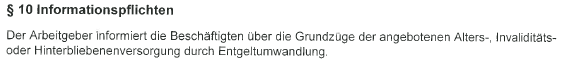 § 10 Informationspflichten
Der Arbeitgeber informiert die Beschäftigten über die Grundzüge der angebotenen Alters-, Invaliditäts-
oder Hinterbliebenenversorgung durch Entgeltumwandlung.